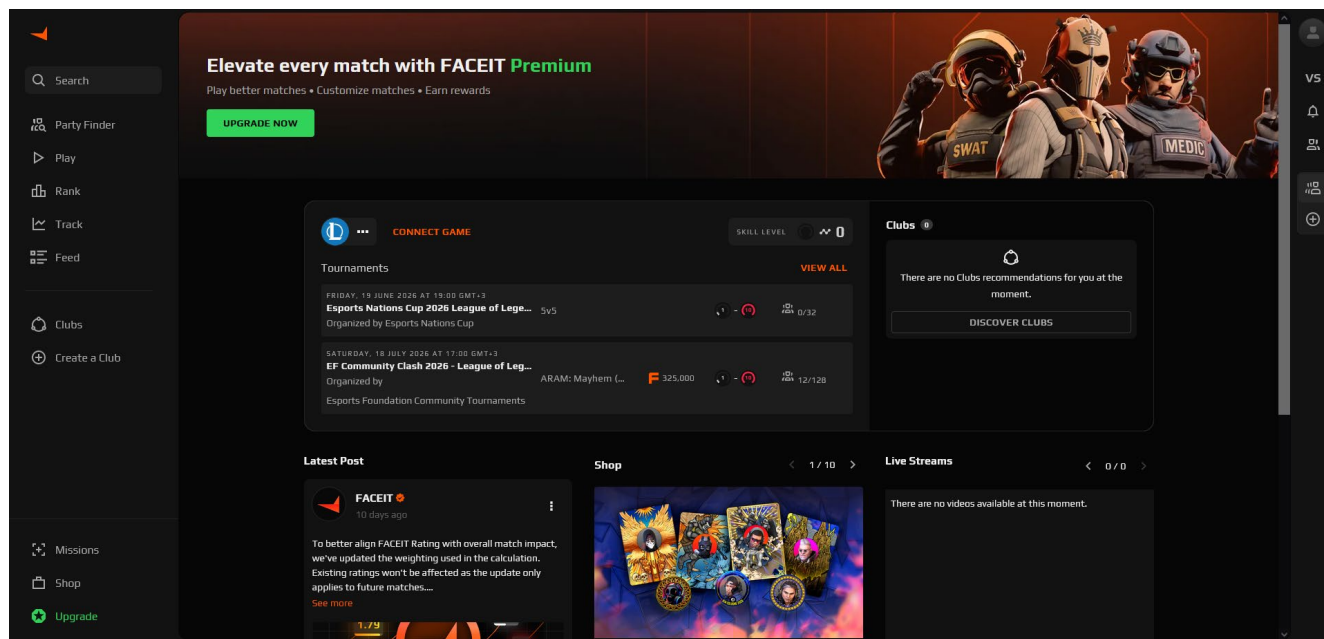 Search
Party Finder
Play
Rank
Track
Feed
Clubs
Create a Club
Missions
Shop
Upgrade
Elevate every match with FACEIT Premium
Play better matches • Customize matches • Earn rewards
UPGRADE NOW
SWAT
MEDIC
VS
CONNECT GAME
SKILL LEVEL
0
Tournaments
VIEW ALL
FRIDAY, 19 JUNE 2026 AT 19:00 GMT+3
Esports Nations Cup 2026 League of Lege...
Organized by Esports Nations Cup
5v5
1 - 10
0/32
SATURDAY, 18 JULY 2026 AT 17:00 GMT+3
EF Community Clash 2026 - League of Leg...
Organized by
Esports Foundation Community Tournaments
ARAM: Mayhem (...
325,000
1 - 10
12/128
Clubs 0
There are no Clubs recommendations for you at the
moment.
DISCOVER CLUBS
Latest Post
FACEIT
10 days ago
To better align FACEIT Rating with overall match impact,
we've updated the weighting used in the calculation.
Existing ratings won't be affected as the update only
applies to future matches....
See more
1.79
Shop
1 / 10
Live Streams
0 / 0
There are no videos available at this moment.